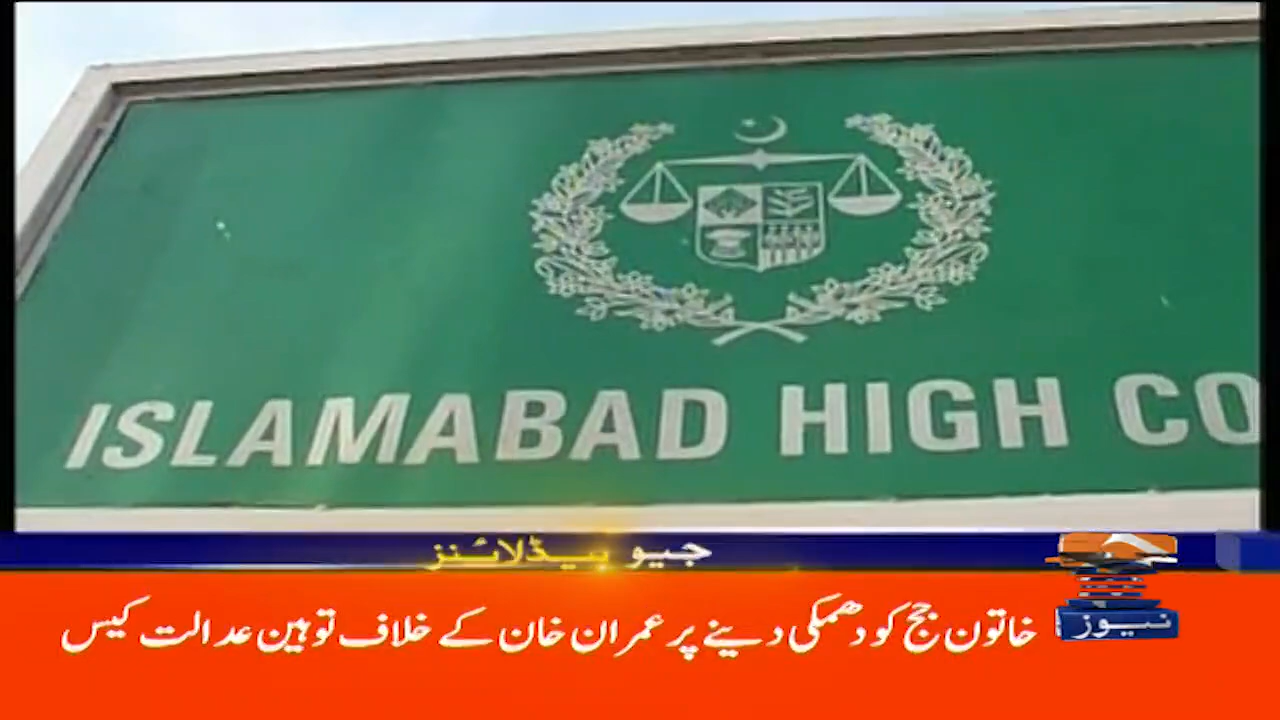 ISLAMABAD HIGH CO
جیو ہیڈلائنز
نیوز
خاتون جج کو دھمکی دینے پر عمران خان کے خلاف توہین عدالت کیس